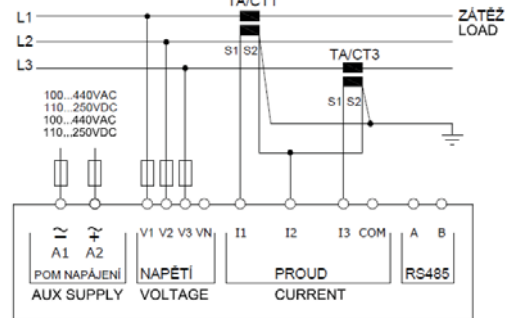 TA/CT1
L1
ZÁTĚŽ
LOAD
L2
S1 S2
TA/CT3
L3
S1 S2
100...440VAC
110...250VDC
100...440VAC
110...250VDC
V1 V2 V3 VN I1 I2 I3 COM A B
A1 A2
POM NAPÁJENÍ NAPĚTÍ PROUD RS485
AUX SUPPLY VOLTAGE CURRENT